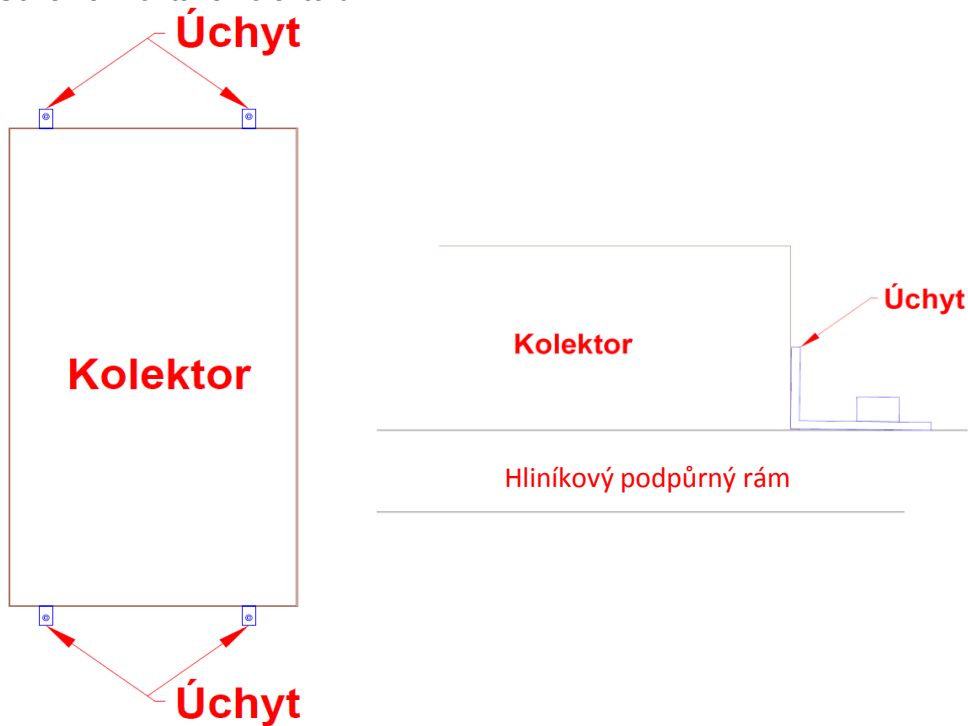 Úchyt
Kolektor
Úchyt
Úchyt
Kolektor
Hliníkový podpůrný rám